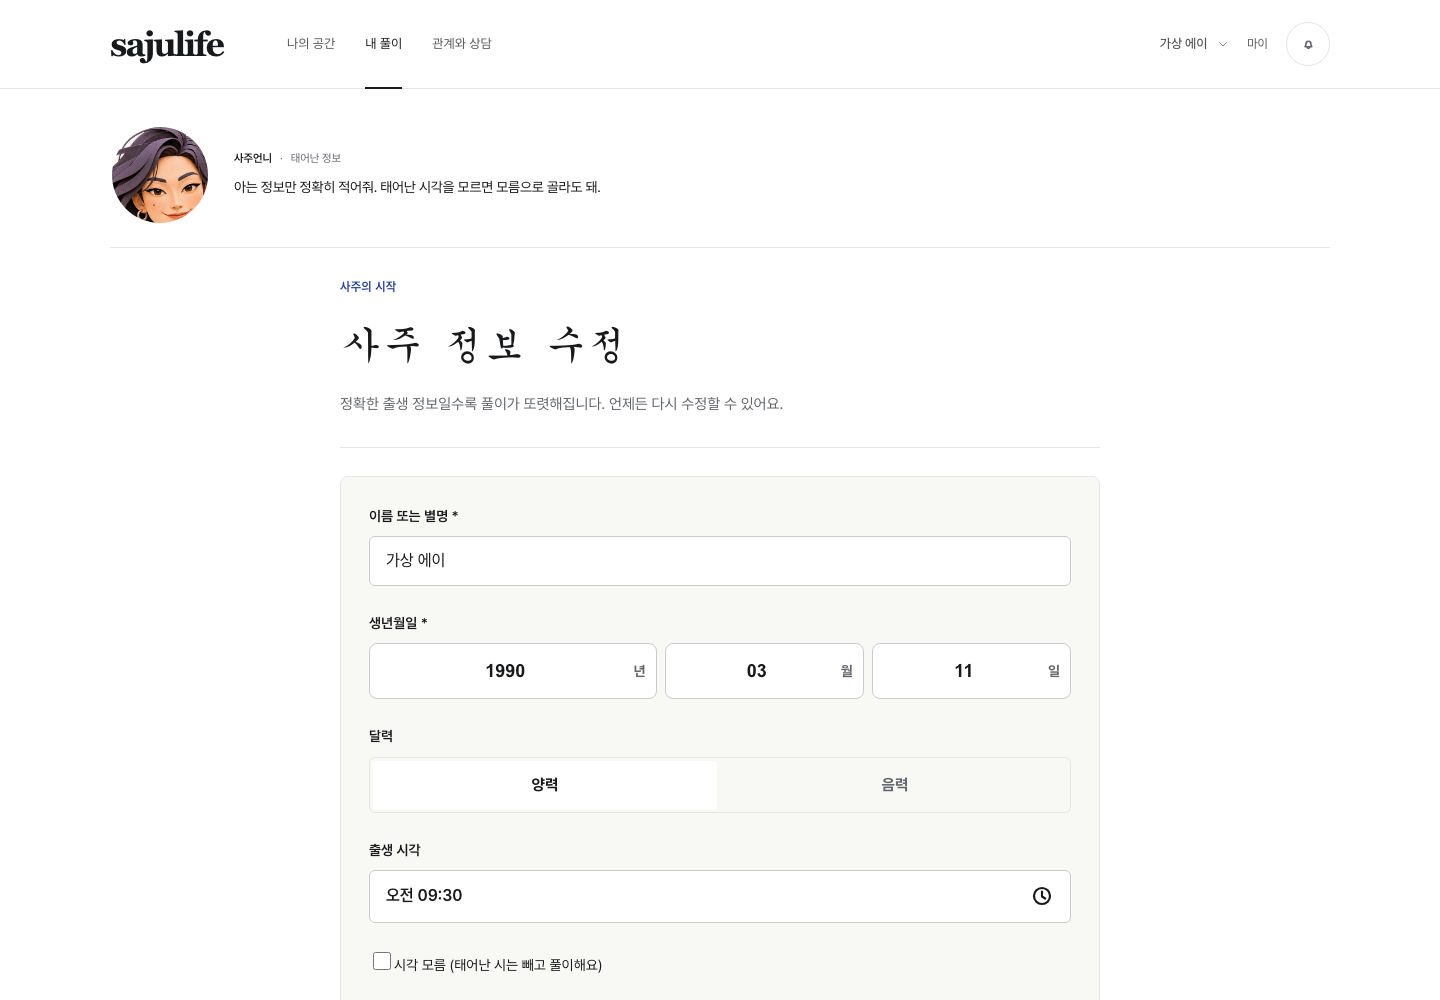 sajulife
나의 공간
내 풀이
관계와 상담
가상 에이
마이
사주언니 · 태어난 정보
아는 정보만 정확히 적어줘. 태어난 시각을 모르면 모름으로 골라도 돼.
사주의 시작
사주 정보 수정
정확한 출생 정보일수록 풀이가 또렷해집니다. 언제든 다시 수정할 수 있어요.
이름 또는 별명 *
가상 에이
생년월일 *
1990 년 03 월 11 일
달력
양력 음력
출생 시각
오전 09:30
시각 모름 (태어난 시는 빼고 풀이해요)